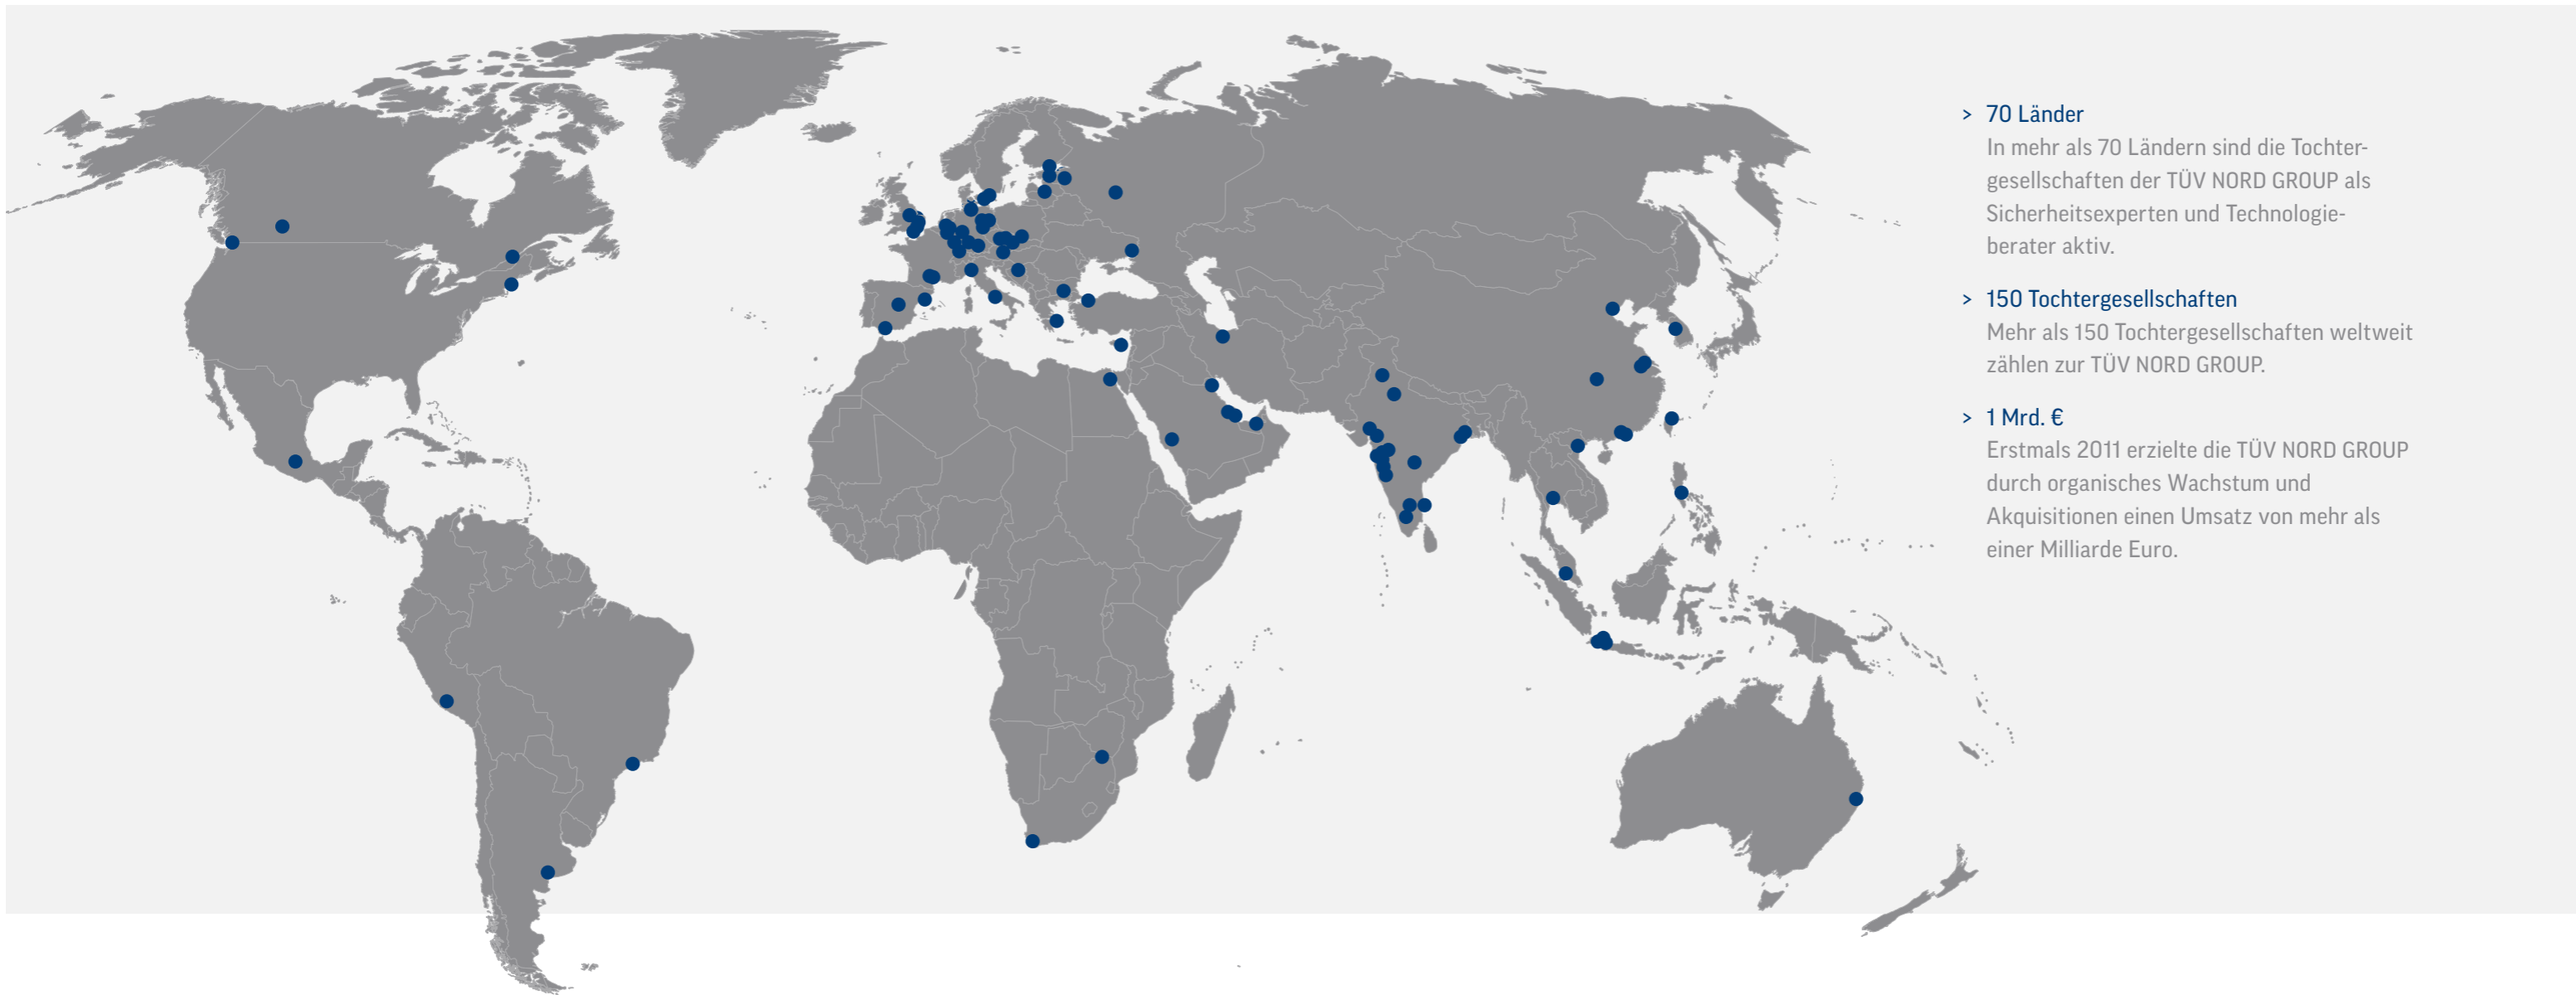 > 70 Länder
In mehr als 70 Ländern sind die Tochter-
gesellschaften der TÜV NORD GROUP als
Sicherheitsexperten und Technologie-
berater aktiv.
> 150 Tochtergesellschaften
Mehr als 150 Tochtergesellschaften weltweit
zählen zur TÜV NORD GROUP.
> 1 Mrd. €
Erstmals 2011 erzielte die TÜV NORD GROUP
durch organisches Wachstum und
Akquisitionen einen Umsatz von mehr als
einer Milliarde Euro.